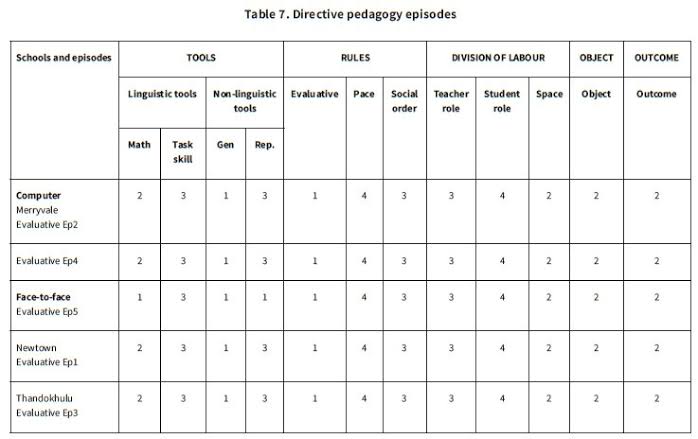 Table 7. Directive pedagogy episodes
Schools and episodes TOOLS RULES DIVISION OF LABOUR OBJECT OUTCOME
Linguistic tools Non-linguistic tools Evaluative Pace Social order Teacher role Student role Space Object Outcome
Math Task skill Gen Rep.
Computer
Merryvale
Evaluative Ep2 2 3 1 3 1 4 3 3 4 2 2 2
Evaluative Ep4 2 3 1 3 1 4 3 3 4 2 2 2
Face-to-face
Evaluative Ep5 1 3 1 1 1 4 3 3 4 2 2 2
Newtown
Evaluative Ep1 2 3 1 3 1 4 3 3 4 2 2 2
Thandokhulu
Evaluative Ep3 2 3 1 3 1 4 3 3 4 2 2 2